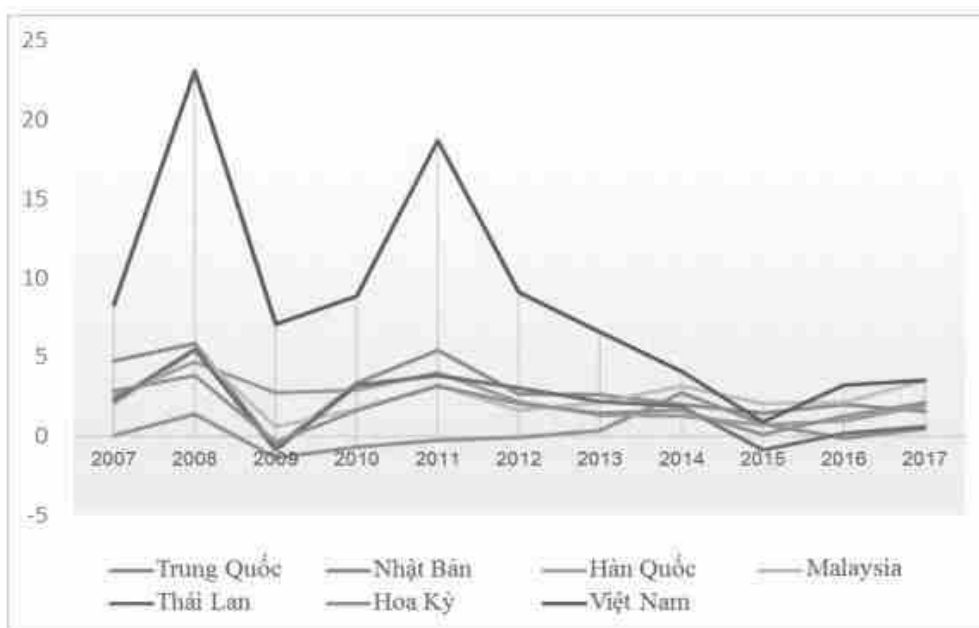 25
20
15
10
5
0
2007 2008 2009 2010 2011 2012 2013 2014 2015 2016 2017
-5
Trung Quốc Nhật Bản Hàn Quốc Malaysia
Thái Lan Hoa Kỳ Việt Nam